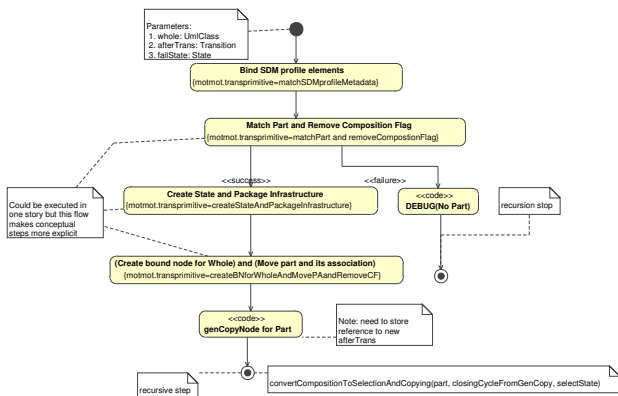 Parameters:
1. whole: UmlClass
2. afterTrans: Transition
3. failState: State
Bind SDM profile elements
{motmot.transprimitive=matchSDMprofileMetadata}
Match Part and Remove Composition Flag
{motmot.transprimitive=matchPart and removeCompostionFlag}
<<success>>
<<failure>>
Could be executed in
one story but this flow
makes conceptual
steps more explicit
Create State and Package Infrastructure
{motmot.transprimitive=createStateAndPackageInfrastructure}
<<code>>
DEBUG(No Part)
recursion stop
(Create bound node for Whole) and (Move part and its association)
{motmot.transprimitive=createBNforWholeAndMovePAandRemoveCF}
<<code>>
genCopyNode for Part
Note: need to store
reference to new
afterTrans
recursive step
convertCompositionToSelectionAndCopying(part, closingCycleFromGenCopy, selectState)